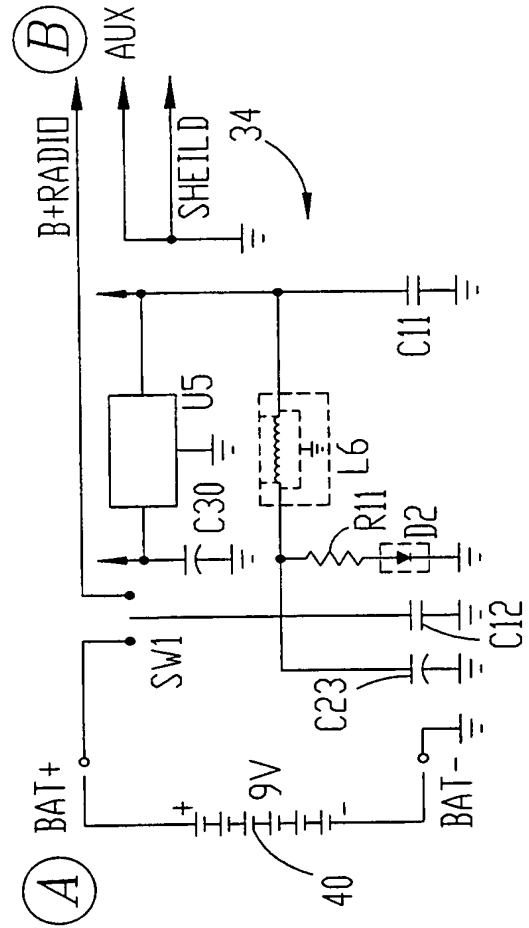 A
BAT+
+
9V
40
-
BAT-
SW1
C23
C12
C30
U5
L6
R11
D2
C11
B+RADIO
SHEILD
34
B
AUX